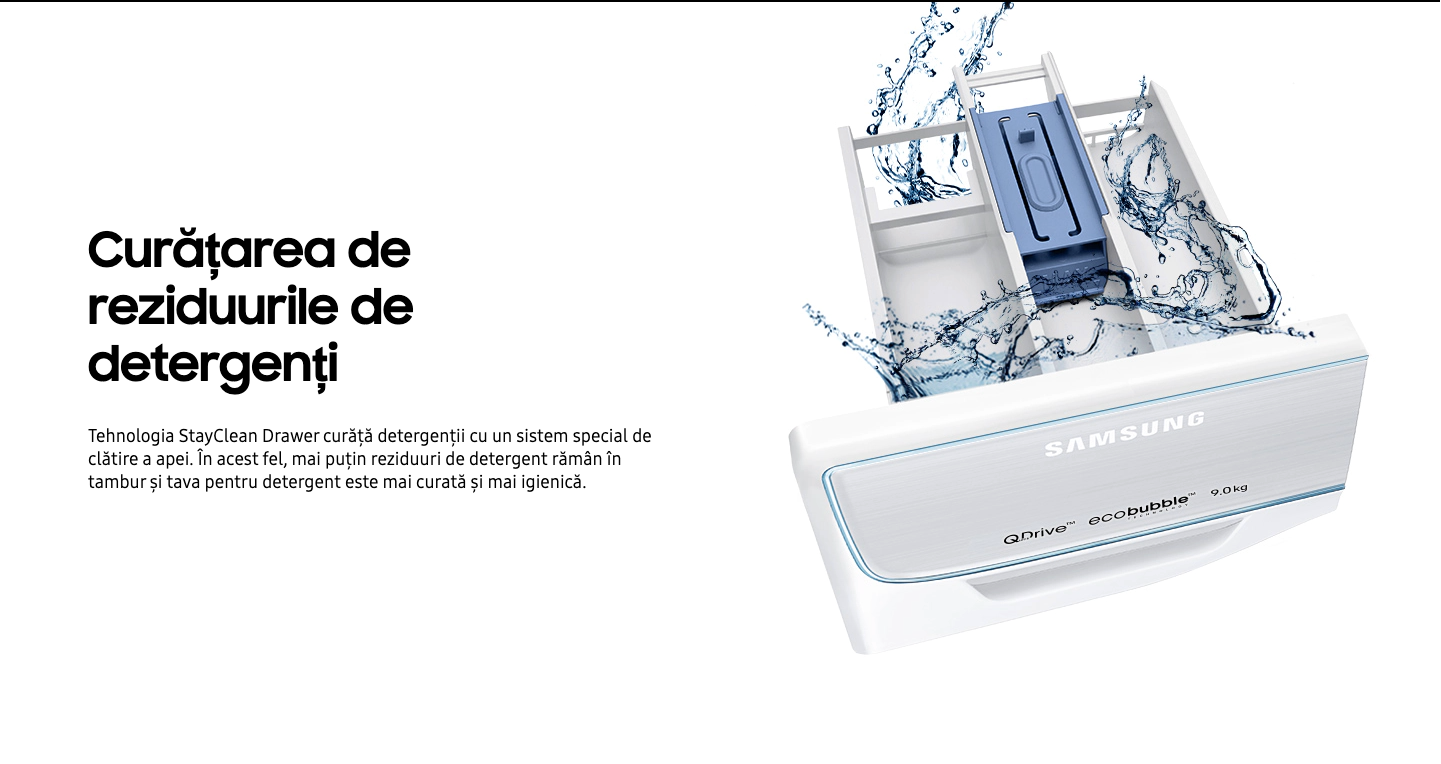 Curățarea de
reziduurile de
detergenți
Tehnologia StayClean Drawer curăță detergenții cu un sistem special de
clătire a apei. În acest fel, mai puțin reziduuri de detergent rămân în
tambur și tava pentru detergent este mai curată și mai igienică.
SAMSUNG
QDrive™ ecobubble™ 9.0kg
TECHNOLOGY